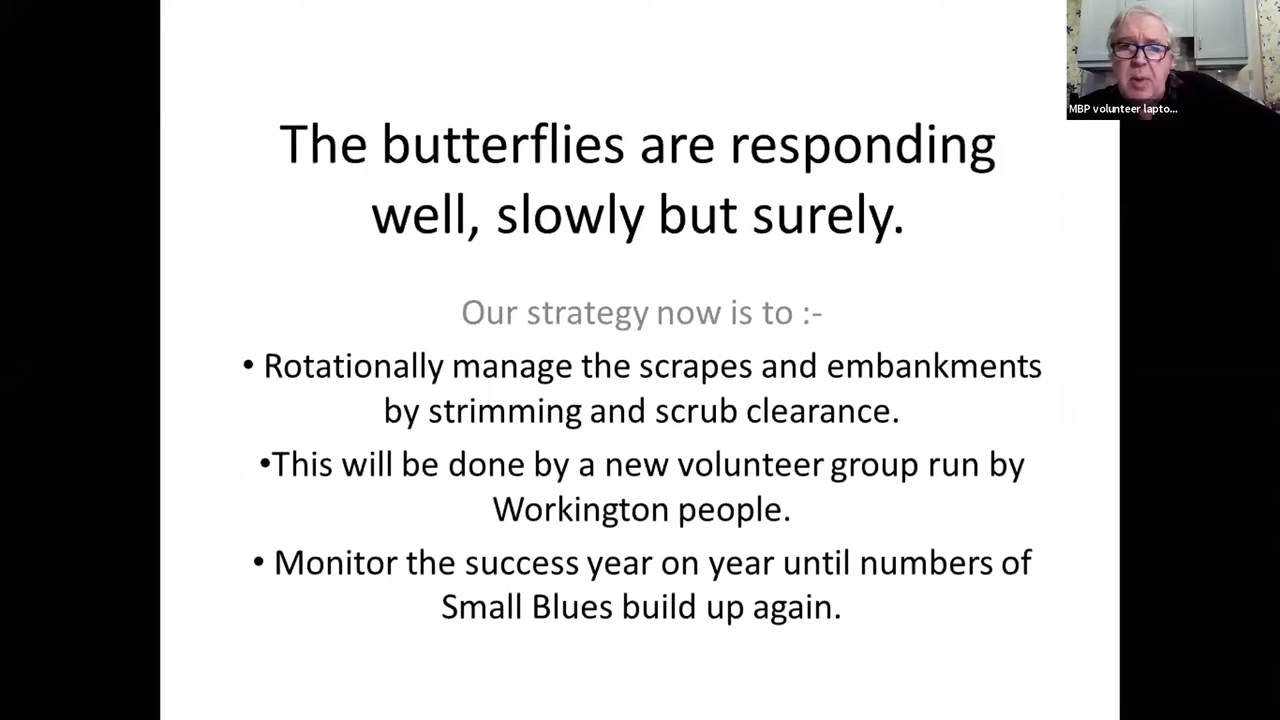 MBP volunteer lapto...
The butterflies are responding
well, slowly but surely.
Our strategy now is to :-
• Rotationally manage the scrapes and embankments
by strimming and scrub clearance.
•This will be done by a new volunteer group run by
Workington people.
• Monitor the success year on year until numbers of
Small Blues build up again.